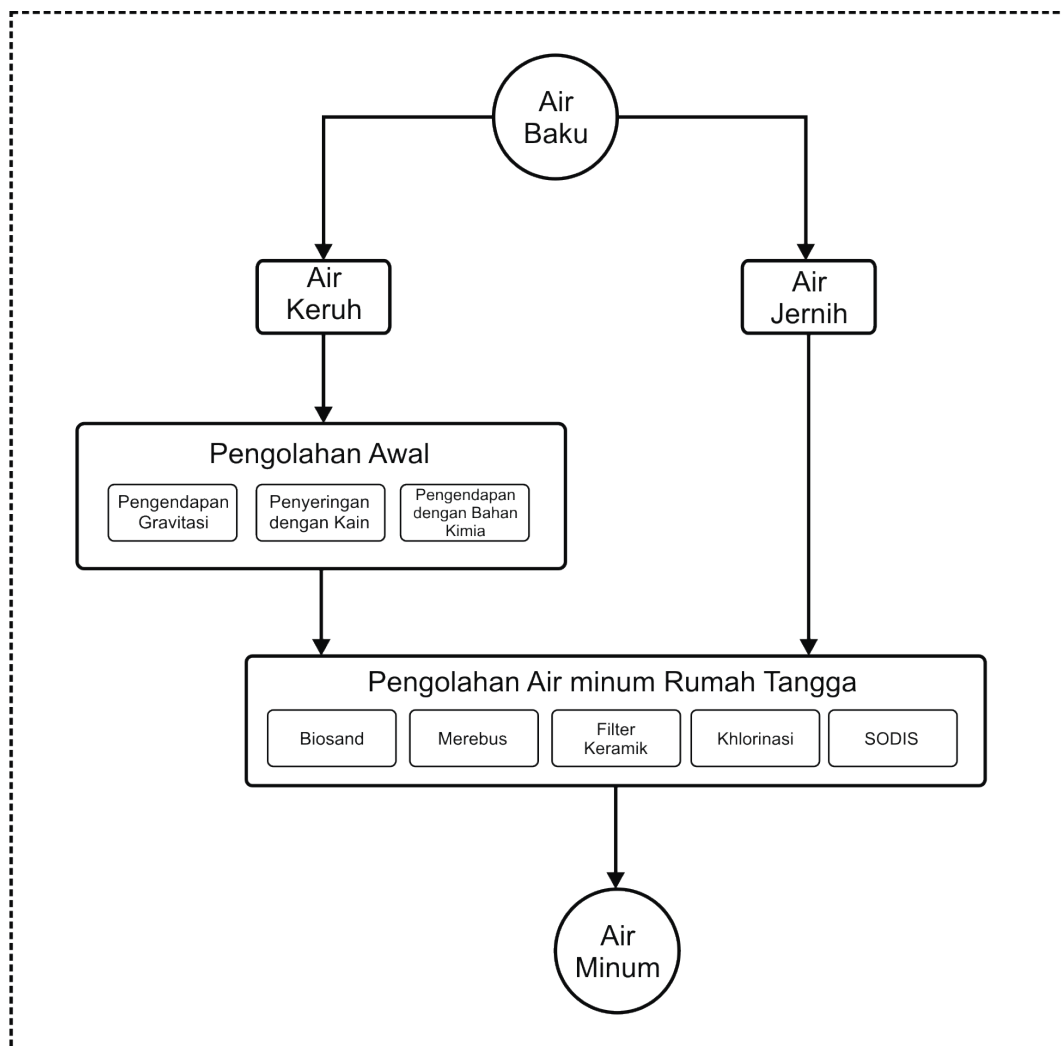 Air
Baku
Air
Keruh
Air
Jernih
Pengolahan Awal
Pengendapan
Gravitasi
Penyeringan
dengan Kain
Pengendapan
dengan Bahan
Kimia
Pengolahan Air minum Rumah Tangga
Biosand
Merebus
Filter
Keramik
Khlorinasi
SODIS
Air
Minum